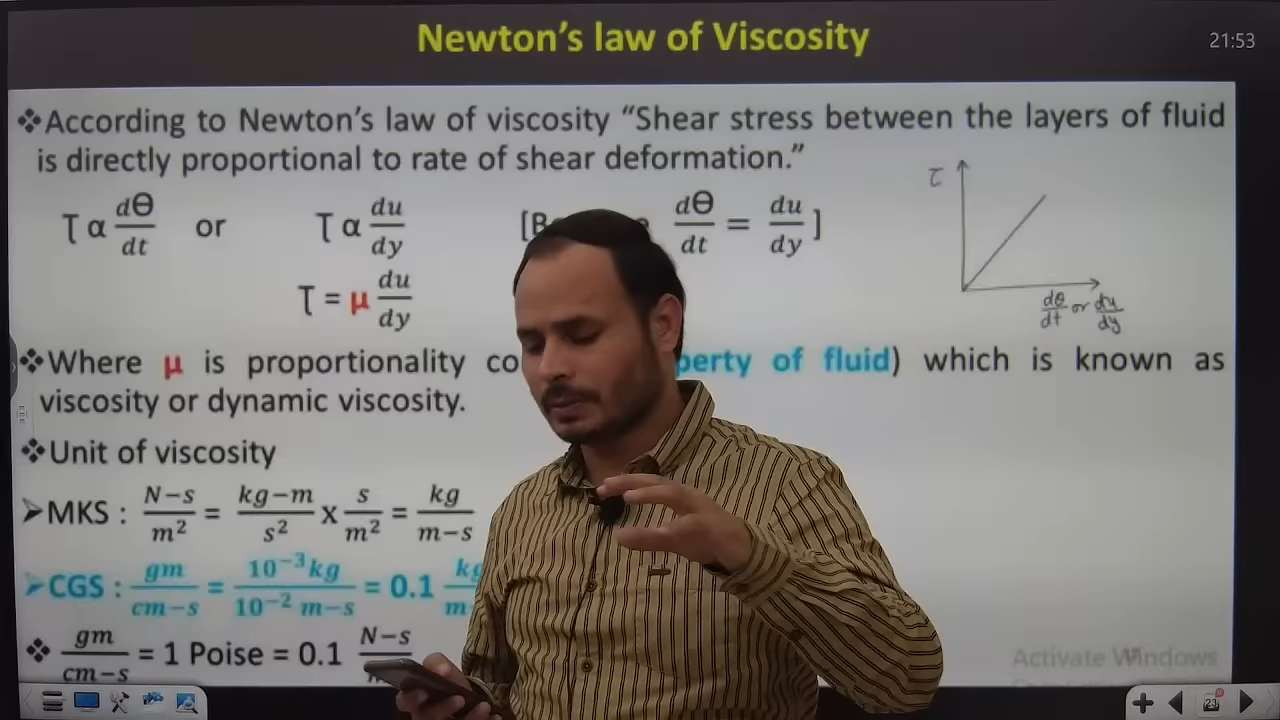 Newton's law of Viscosity
21:53
❖According to Newton's law of viscosity “Shear stress between the layers of fluid
is directly proportional to rate of shear deformation.”
τ α dθ/dt or τ α du/dy [ dθ/dt = du/dy ]
τ = μ du/dy
τ
dθ/dt or du/dy
❖Where μ is proportionality of fluid) which is known as
viscosity or dynamic viscosity.
❖Unit of viscosity
➢MKS : N−s/m² = kg−m/s² x s/m² = kg/m−s
➢CGS : gm/cm−s = 10⁻³kg/10⁻² m−s = 0.1
❖ gm/cm−s = 1 Poise = 0.1 N−s
Activate Windows
23